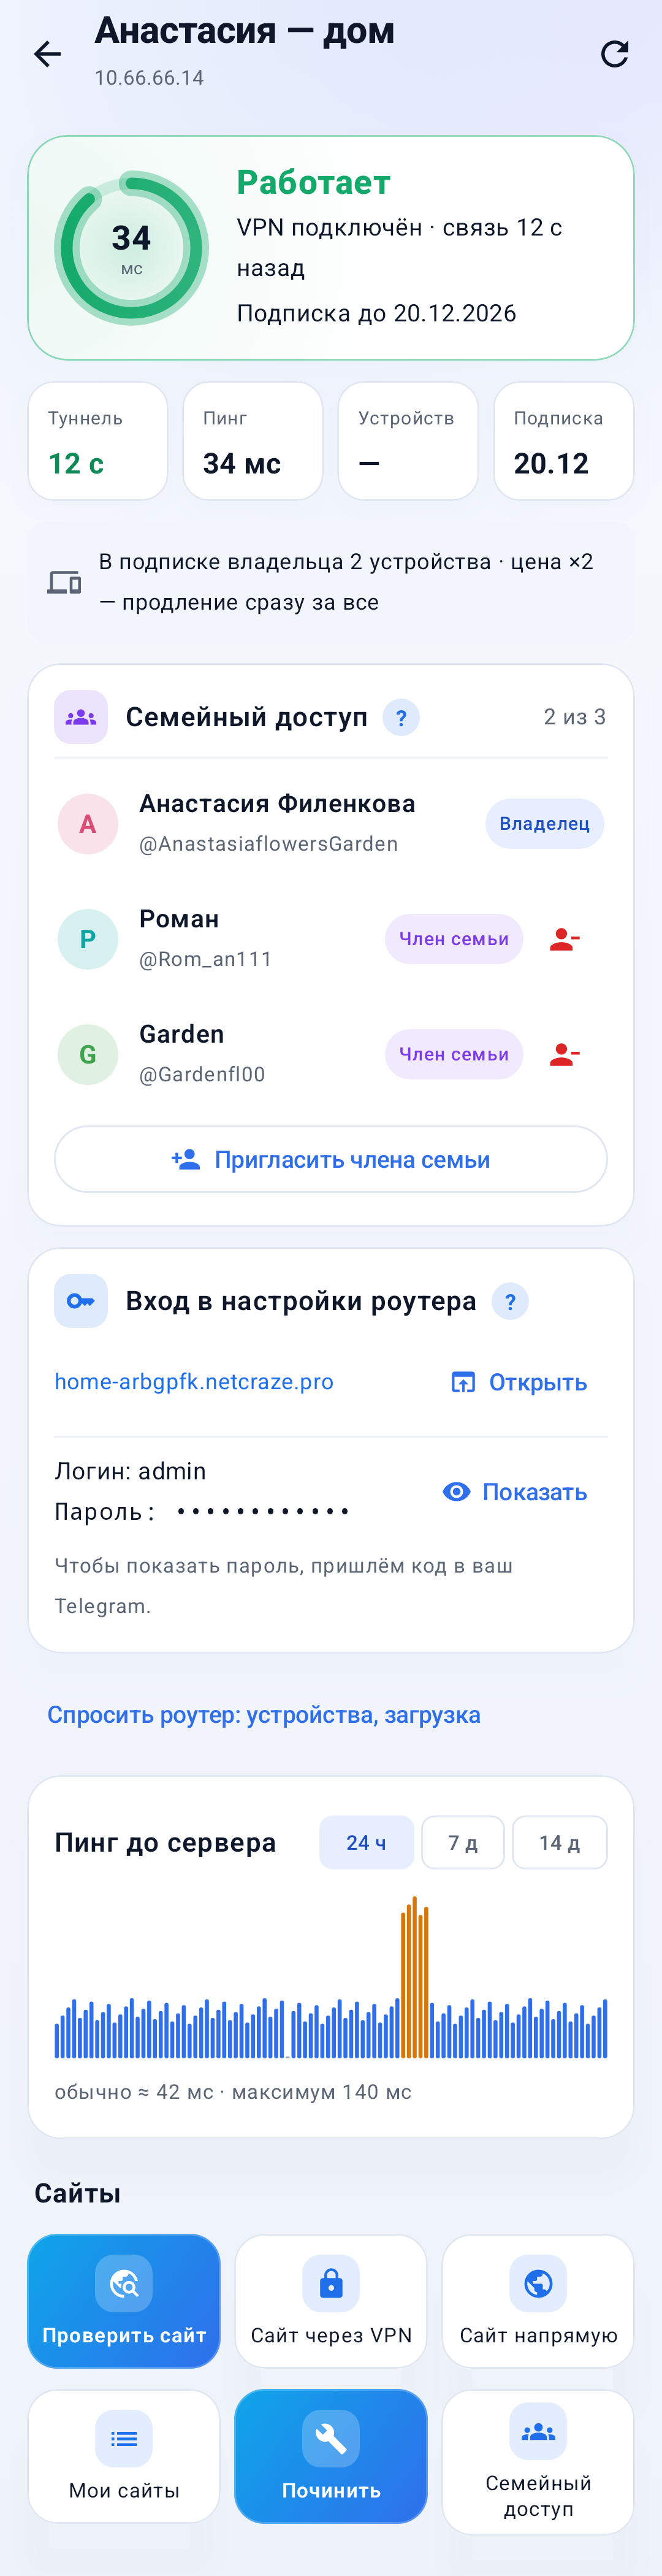 Анастасия — дом
10.66.66.14
34
мс
Работает
VPN подключён · связь 12 с
назад
Подписка до 20.12.2026
Туннель
12 с
Пинг
34 мс
Устройств
—
Подписка
20.12
В подписке владельца 2 устройства · цена ×2
— продление сразу за все
Семейный доступ ? 2 из 3
А
Анастасия Филенкова
@AnastasiaflowersGarden
Владелец
Р
Роман
@Rom_an111
Член семьи
G
Garden
@Gardenfl00
Член семьи
Пригласить члена семьи
Вход в настройки роутера ?
home-arbgpfk.netcraze.pro
Открыть
Логин: admin
Пароль: ••••••••••••
Показать
Чтобы показать пароль, пришлём код в ваш
Telegram.
Спросить роутер: устройства, загрузка
Пинг до сервера
24 ч 7 д 14 д
обычно ≈ 42 мс · максимум 140 мс
Сайты
Проверить сайт
Сайт через VPN
Сайт напрямую
Мои сайты
Починить
Семейный
доступ